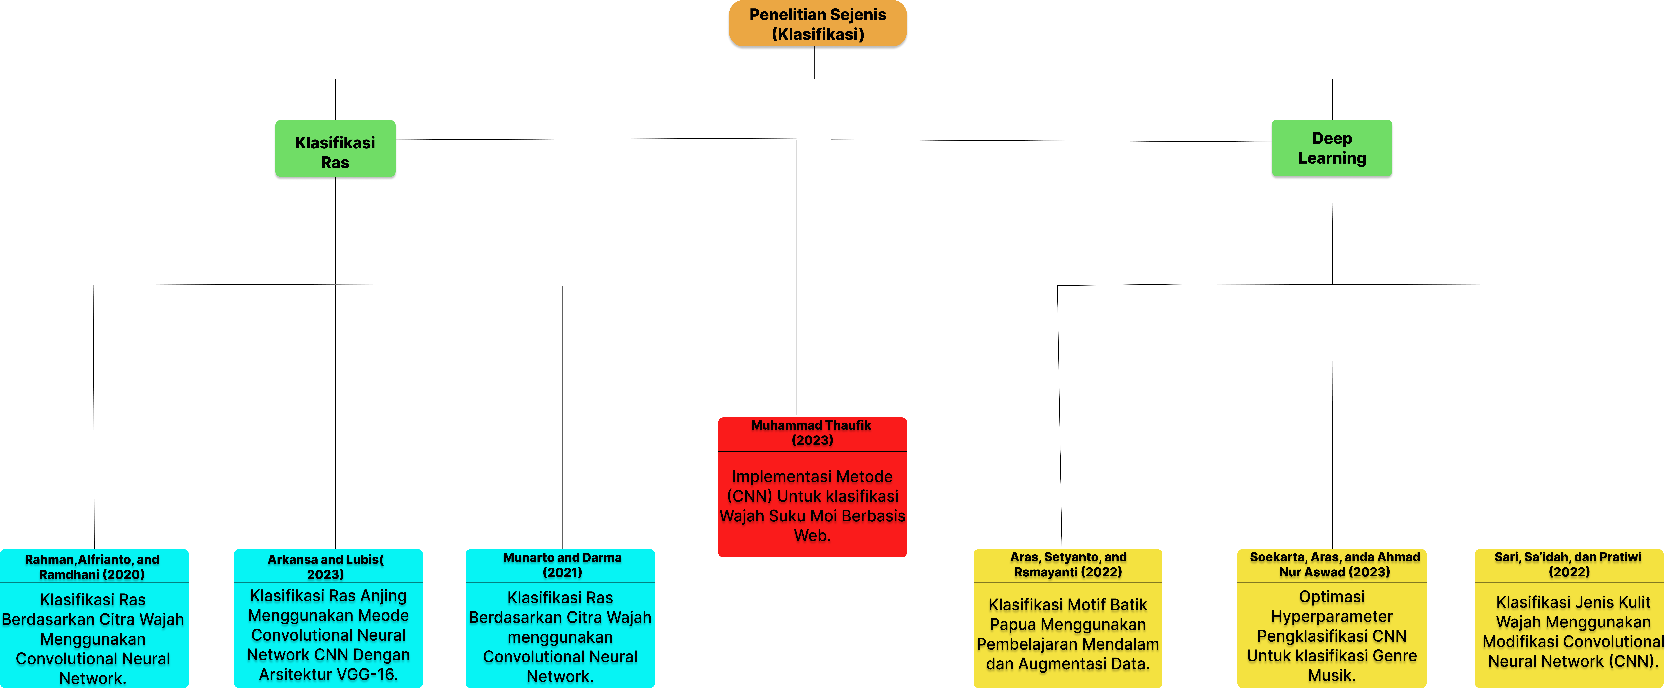 Penelitian Sejenis
(Klasifikasi)
Klasifikasi
Ras
Deep
Learning
Muhammad Thaufik
(2023)
Implementasi Metode
(CNN) Untuk klasifikasi
Wajah Suku Moi Berbasis
Web.
Rahman,Alfrianto, and
Ramdhani (2020)
Klasifikasi Ras
Berdasarkan Citra Wajah
Menggunakan
Convolutional Neural
Network.
Arkansa and Lubis(
2023)
Klasifikasi Ras Anjing
Menggunakan Meode
Convolutional Neural
Network CNN Dengan
Arsitektur VGG-16.
Munarto and Darma
(2021)
Klasifikasi Ras
Berdasarkan Citra Wajah
menggunakan
Convolutional Neural
Network.
Aras, Setyanto, and
Rsmayanti (2022)
Klasifikasi Motif Batik
Papua Menggunakan
Pembelajaran Mendalam
dan Augmentasi Data.
Soekarta, Aras, anda Ahmad
Nur Aswad (2023)
Optimasi
Hyperparameter
Pengklasifikasi CNN
Untuk klasifikasi Genre
Musik.
Sari, Sa'idah, dan Pratiwi
(2022)
Klasifikasi Jenis Kulit
Wajah Menggunakan
Modifikasi Convolutional
Neural Network (CNN).